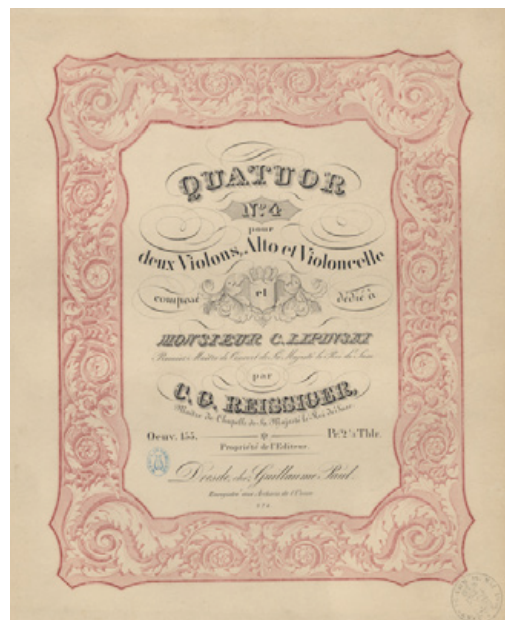 QUATUOR
No. 4
pour
deux Violons, Alto et Violoncelle
composé et dédié à
MONSIEUR C. LIPINSKI
Premier Maître de Concert de Sa Majesté le Roi de Saxe
par
C. G. REISSIGER,
Maître de Chapelle de Sa Majesté le Roi de Saxe.
Oeuv. 155. Pr. 2 Thlr.
Propriété de l'Editeur.
Dresde, chez Guillaume Paul.
Enregistré aux Archives de l'Union